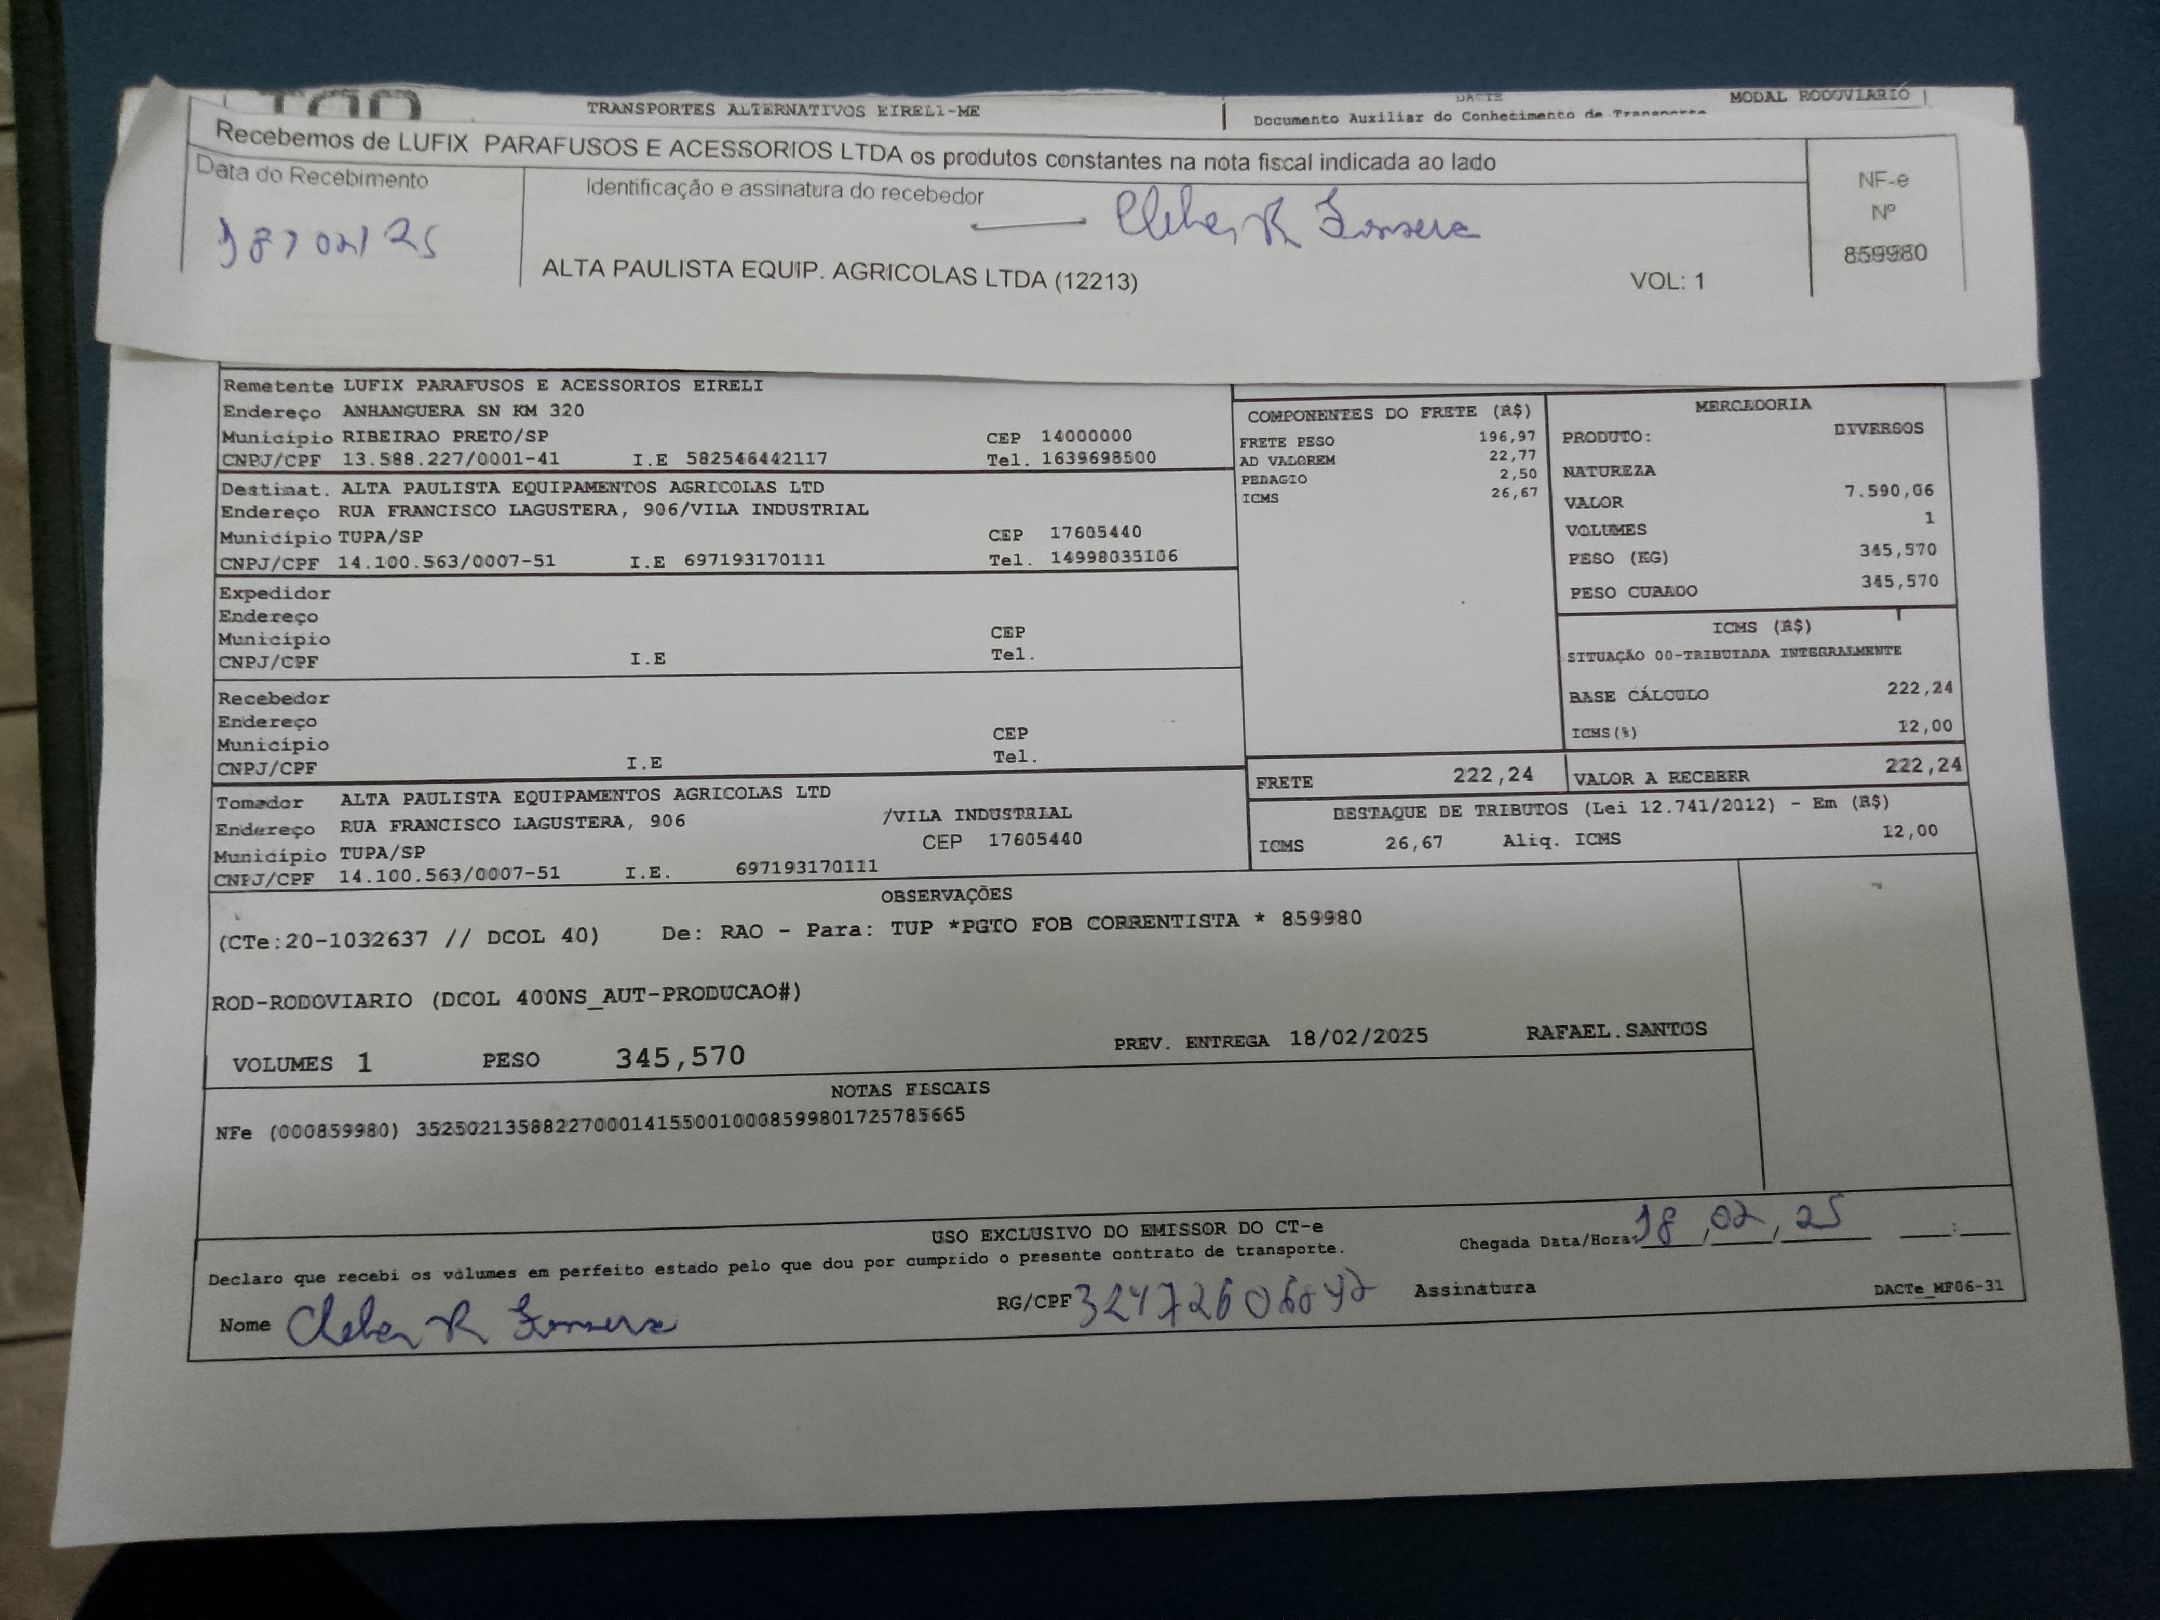 TRANSPORTES ALTERNATIVOS EIRELI-ME
DACTE
MODAL RODOVIARIO
Documento Auxiliar do Conhecimento de
Recebemos de LUFIX PARAFUSOS E ACESSORIOS LTDA os produtos constantes na nota fiscal indicada ao lado
Data do Recebimento
Identificação e assinatura do recebedor
NF-e
Nº
859980
18/02/25
Cleber R Fonseca
ALTA PAULISTA EQUIP. AGRICOLAS LTDA (12213)
VOL: 1
Remetente LUFIX PARAFUSOS E ACESSORIOS EIRELI
Endereço ANHANGUERA SN KM 320
Município RIBEIRAO PRETO/SP CEP 14000000
CNPJ/CPF 13.588.227/0001-41 I.E 582546442117 Tel. 1639698500
Destinat. ALTA PAULISTA EQUIPAMENTOS AGRICOLAS LTD
Endereço RUA FRANCISCO LAGUSTERA, 906/VILA INDUSTRIAL
Município TUPA/SP CEP 17605440
CNPJ/CPF 14.100.563/0007-51 I.E 697193170111 Tel. 14998035106
Expedidor
Endereço
Município CEP
CNPJ/CPF I.E Tel.
Recebedor
Endereço
Município CEP
CNPJ/CPF I.E Tel.
Tomador ALTA PAULISTA EQUIPAMENTOS AGRICOLAS LTD
Endereço RUA FRANCISCO LAGUSTERA, 906 /VILA INDUSTRIAL
Município TUPA/SP CEP 17605440
CNPJ/CPF 14.100.563/0007-51 I.E. 697193170111
COMPONENTES DO FRETE (R$)
FRETE PESO 196,97
AD VALOREM 22,77
PEDAGIO 2,50
ICMS 26,67
MERCADORIA
PRODUTO: DIVERSOS
NATUREZA
VALOR 7.590,06
VOLUMES 1
PESO (KG) 345,570
PESO CUBADO 345,570
ICMS (R$)
SITUAÇÃO 00-TRIBUTADA INTEGRALMENTE
BASE CÁLCULO 222,24
ICMS(%) 12,00
FRETE 222,24
VALOR A RECEBER 222,24
DESTAQUE DE TRIBUTOS (Lei 12.741/2012) - Em (R$)
ICMS 26,67 Aliq. ICMS 12,00
OBSERVAÇÕES
(CTe:20-1032637 // DCOL 40) De: RAO - Para: TUP *PGTO FOB CORRENTISTA * 859980
ROD-RODOVIARIO (DCOL 400NS_AUT-PRODUCAO#)
VOLUMES 1 PESO 345,570 PREV. ENTREGA 18/02/2025 RAFAEL.SANTOS
NOTAS FISCAIS
NFe (000859980) 35250213588227000141550010008599801725785665
USO EXCLUSIVO DO EMISSOR DO CT-e
Declaro que recebi os volumes em perfeito estado pelo que dou por cumprido o presente contrato de transporte.
Chegada Data/Hora: 18,02,25 :
Nome Cleber R Fonseca
RG/CPF
Assinatura
DACTe_MF06-31